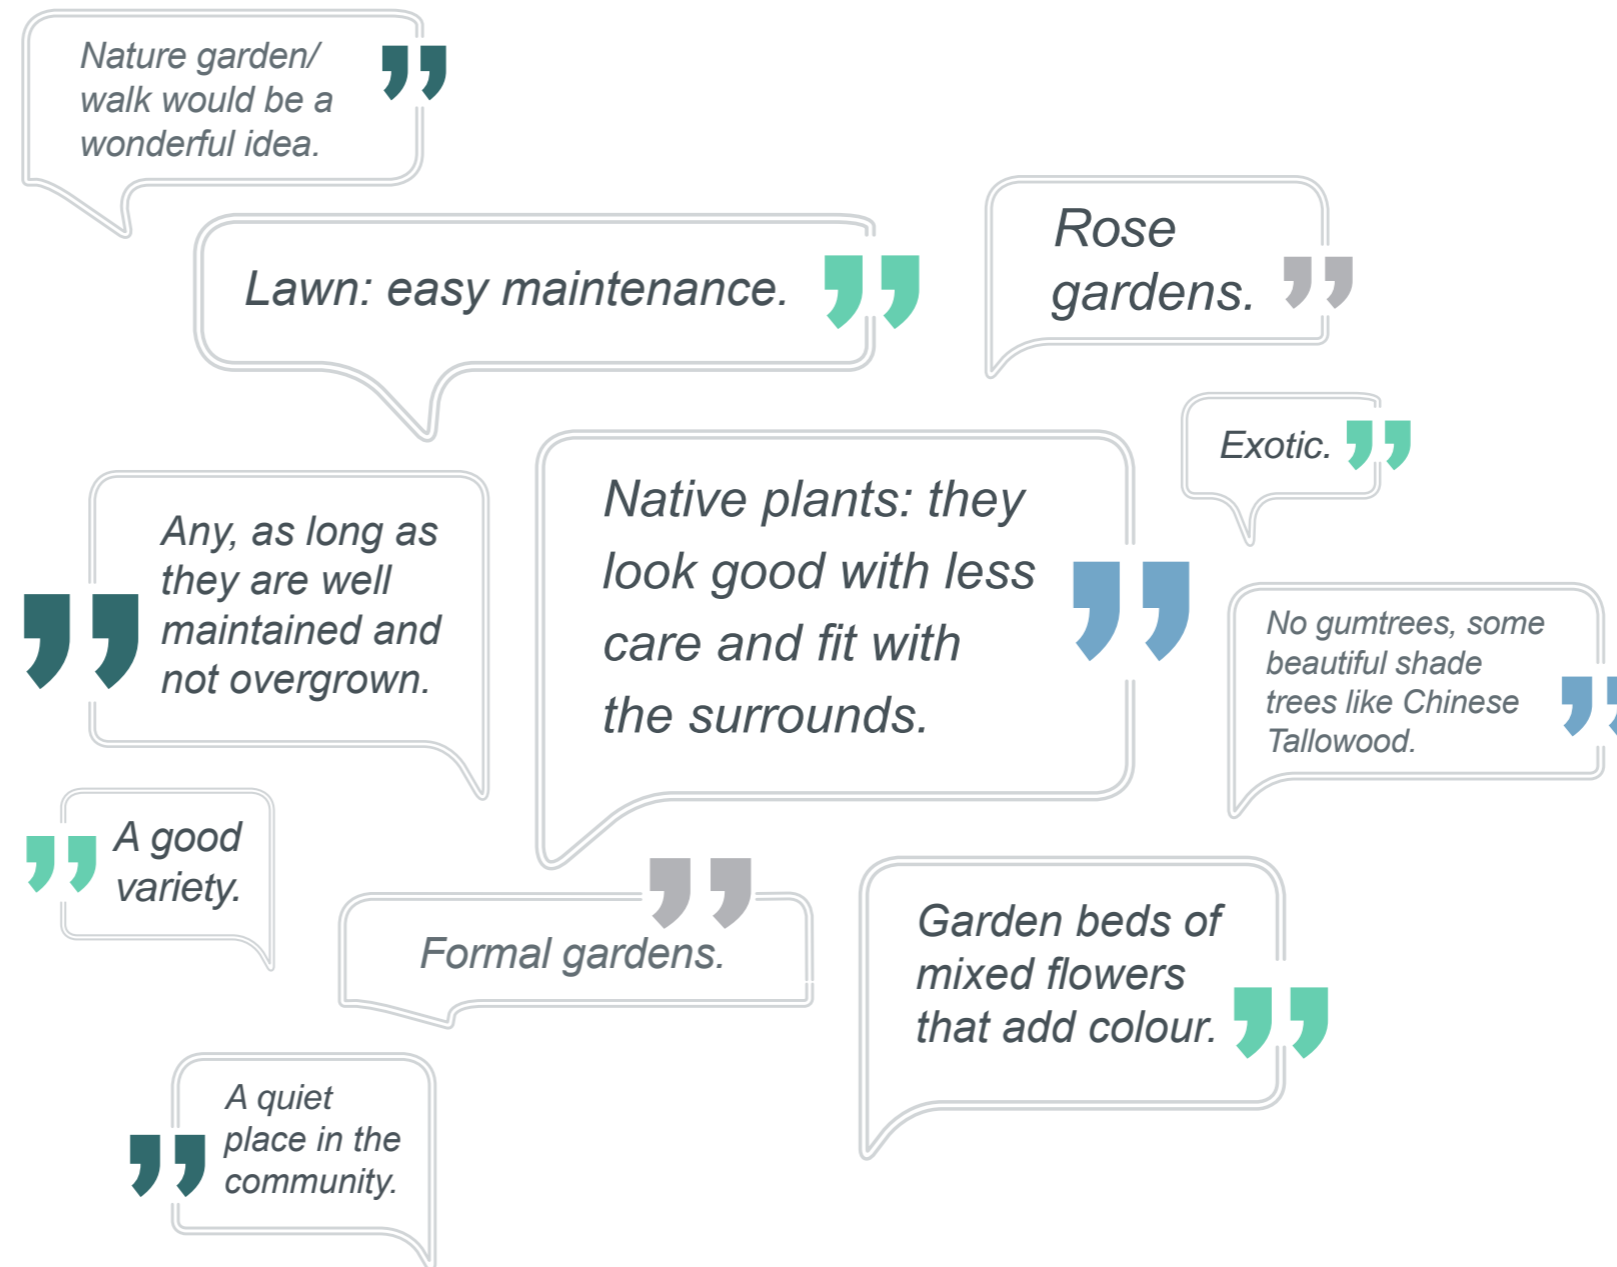 Nature garden/
walk would be a
wonderful idea.
Lawn: easy maintenance.
Rose
gardens.
Exotic.
Any, as long as
they are well
maintained and
not overgrown.
Native plants: they
look good with less
care and fit with
the surrounds.
No gumtrees, some
beautiful shade
trees like Chinese
Tallowood.
A good
variety.
Formal gardens.
Garden beds of
mixed flowers
that add colour.
A quiet
place in the
community.